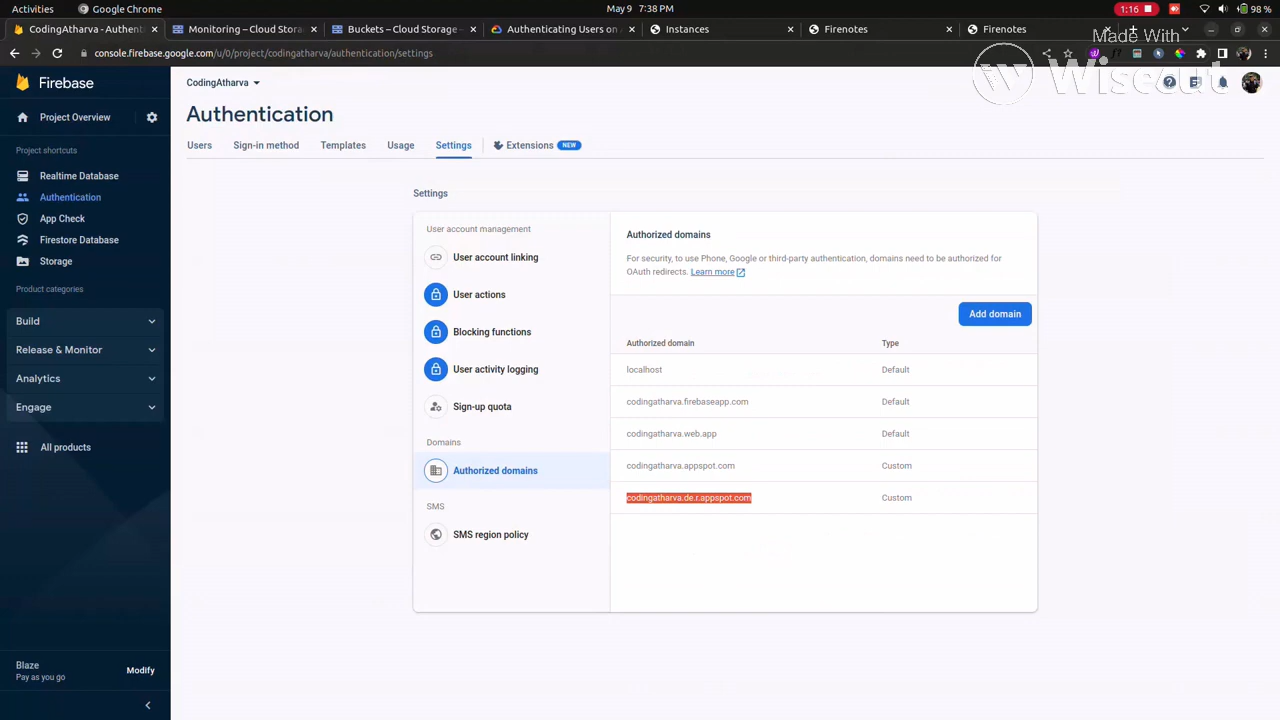 Activities Google Chrome May 9 7:38 PM 1:16 98 %
CodingAtharva - Authent Monitoring – Cloud Stora Buckets – Cloud Storage - Authenticating Users on Instances Firenotes Firenotes
Made With
Wisecut
console.firebase.google.com/u/0/project/codingatharva/authentication/settings
Firebase
CodingAtharva
Project Overview
Authentication
Users Sign-in method Templates Usage Settings Extensions NEW
Project shortcuts
Realtime Database
Authentication
App Check
Firestore Database
Storage
Product categories
Build
Release & Monitor
Analytics
Engage
All products
Blaze
Pay as you go
Modify
Settings
User account management
User account linking
User actions
Blocking functions
User activity logging
Sign-up quota
Domains
Authorized domains
SMS
SMS region policy
Authorized domains
For security, to use Phone, Google or third-party authentication, domains need to be authorized for
OAuth redirects. Learn more
Add domain
Authorized domain Type
localhost Default
codingatharva.firebaseapp.com Default
codingatharva.web.app Default
codingatharva.appspot.com Custom
codingatharva.de.r.appspot.com Custom